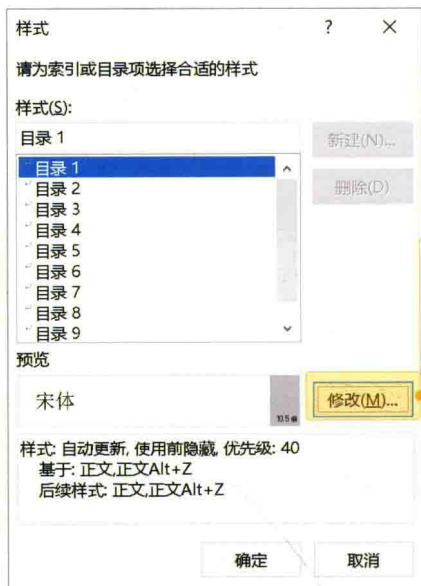 样式
?
×
请为索引或目录项选择合适的样式
样式(S):
目录 1
新建(N)...
目录 1
目录 2
目录 3
目录 4
目录 5
目录 6
目录 7
目录 8
目录 9
删除(D)
预览
宋体
10.5 磅
修改(M)...
样式: 自动更新, 使用前隐藏, 优先级: 40
基于: 正文,正文Alt+Z
后续样式: 正文,正文Alt+Z
确定
取消